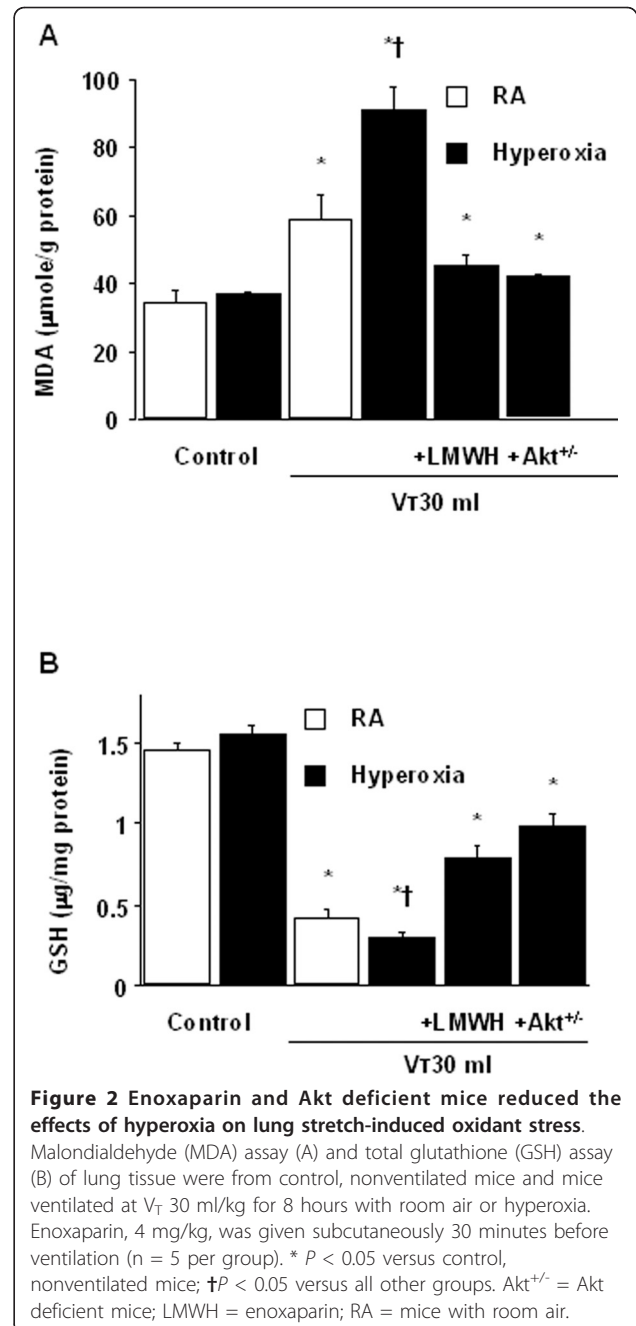 A
*†
100
RA
80
*
Hyperoxia
60
*
*
40
20
0
MDA (µmole/g protein)
Control
+LMWH +Akt+/-
VT30 ml
B
RA
1.5
Hyperoxia
*
1
*
*
*†
0.5
0
GSH (µg/mg protein)
Control
+LMWH +Akt+/-
VT30 ml
Figure 2 Enoxaparin and Akt deficient mice reduced the
effects of hyperoxia on lung stretch-induced oxidant stress.
Malondialdehyde (MDA) assay (A) and total glutathione (GSH) assay
(B) of lung tissue were from control, nonventilated mice and mice
ventilated at VT 30 ml/kg for 8 hours with room air or hyperoxia.
Enoxaparin, 4 mg/kg, was given subcutaneously 30 minutes before
ventilation (n = 5 per group). * P < 0.05 versus control,
nonventilated mice; †P < 0.05 versus all other groups. Akt+/- = Akt
deficient mice; LMWH = enoxaparin; RA = mice with room air.